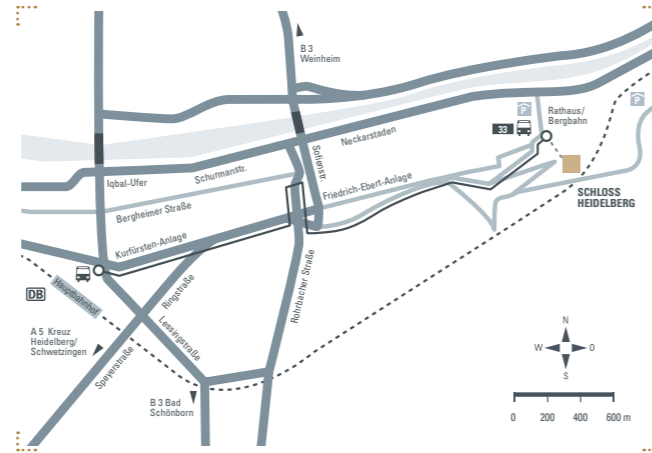 B 3
Weinheim
P
P
Rathaus/
Bergbahn
33
Neckarstaden
Sofienstr.
Iqbal-Ufer
Schurmanstr.
Friedrich-Ebert-Anlage
SCHLOSS
HEIDELBERG
Bergheimer Straße
Kurfürsten-Anlage
Rohrbacher Straße
Hauptbahnhof
DB
Ringstraße
A 5 Kreuz
Heidelberg/
Schwetzingen
Lessingstraße
Speyerstraße
B 3 Bad
Schönborn
N
W
O
S
0 200 400 600 m